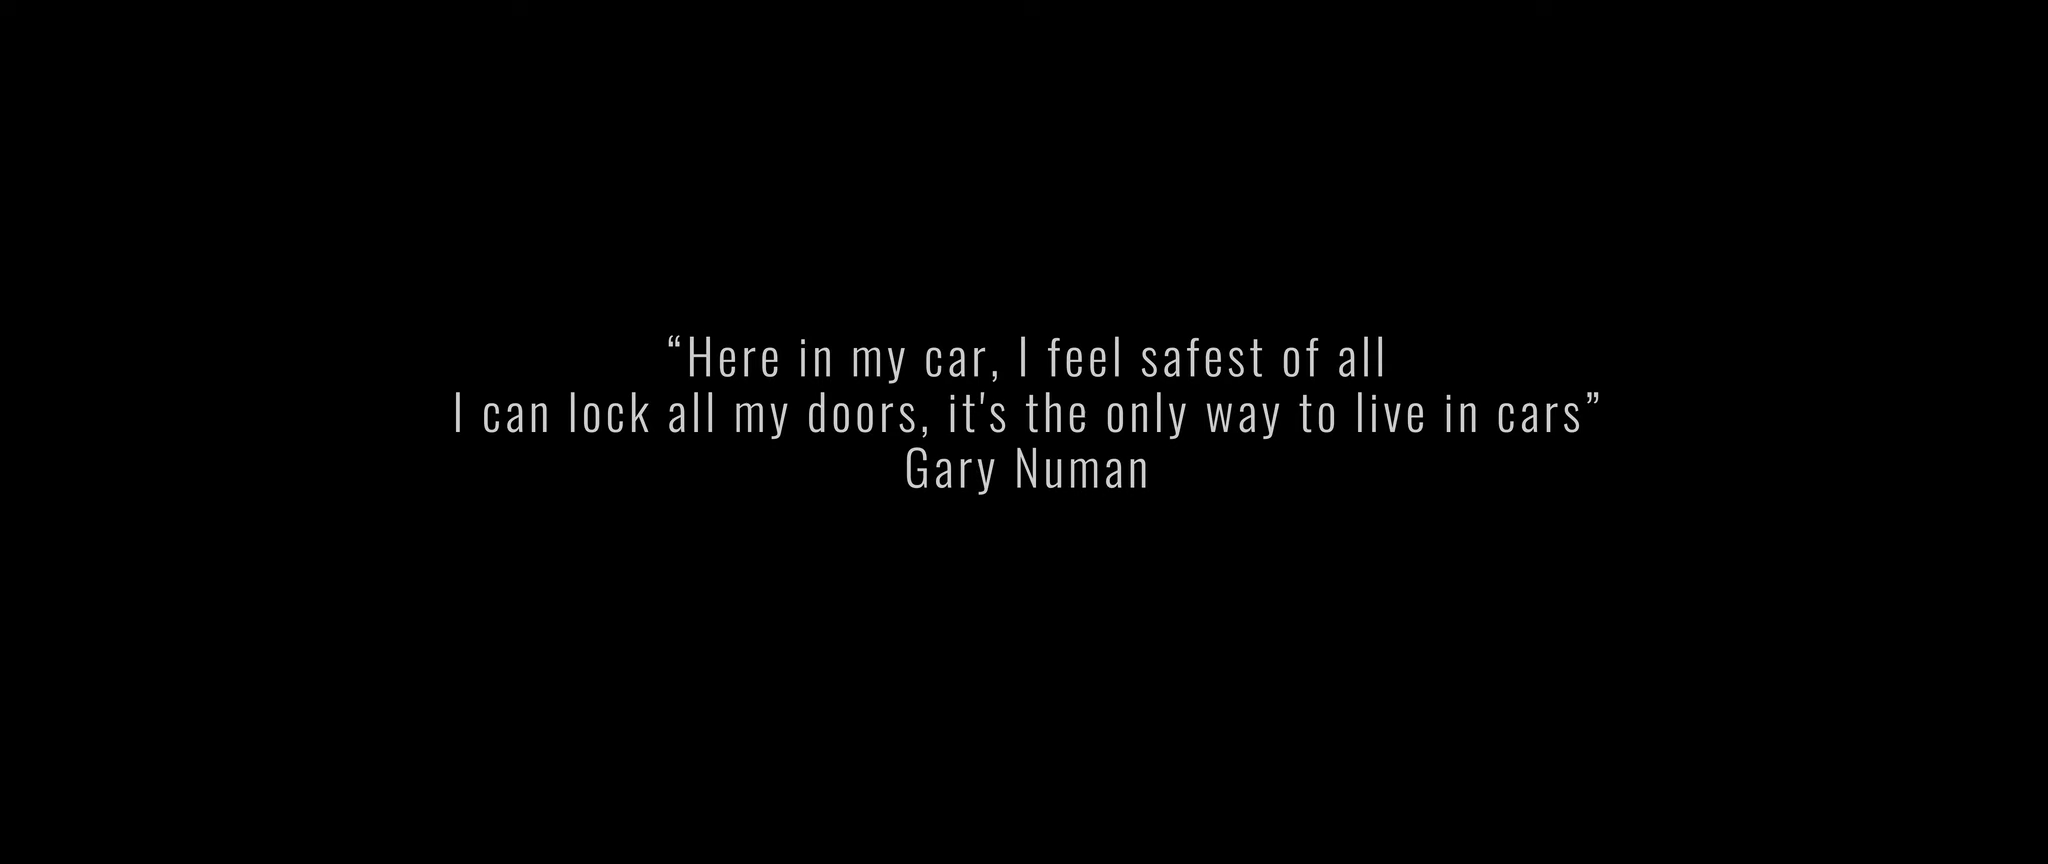 “Here in my car, I feel safest of all
I can lock all my doors, it's the only way to live in cars”
Gary Numan